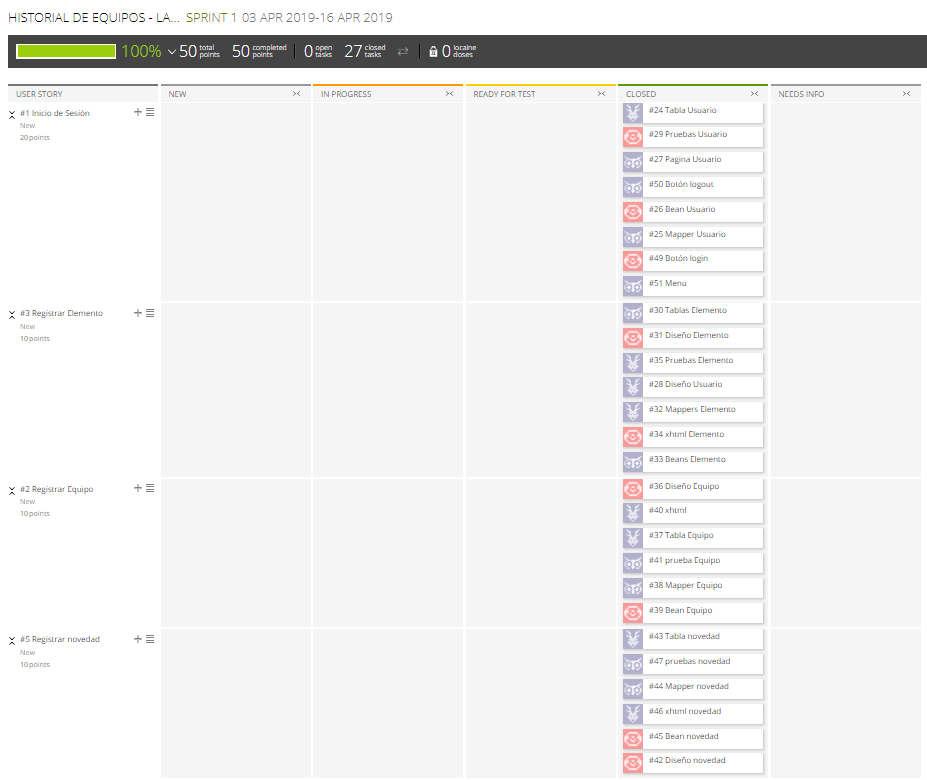 HISTORIAL DE EQUIPOS - LA... SPRINT 1 03 APR 2019-16 APR 2019
100% 50 total points 50 completed points 0 open tasks 27 closed tasks 0 iocaine doses
USER STORY NEW IN PROGRESS READY FOR TEST CLOSED NEEDS INFO
#1 Inicio de Sesión
New
20 points
#24 Tabla Usuario
#29 Pruebas Usuario
#27 Pagina Usuario
#50 Botón logout
#26 Bean Usuario
#25 Mapper Usuario
#49 Botón login
#51 Menu
#3 Registrar Elemento
New
10 points
#30 Tablas Elemento
#31 Diseño Elemento
#35 Pruebas Elemento
#28 Diseño Usuario
#32 Mappers Elemento
#34 xhtml Elemento
#33 Beans Elemento
#2 Registrar Equipo
New
10 points
#36 Diseño Equipo
#40 xhtml
#37 Tabla Equipo
#41 prueba Equipo
#38 Mapper Equipo
#39 Bean Equipo
#5 Registrar novedad
New
10 points
#43 Tabla novedad
#47 pruebas novedad
#44 Mapper novedad
#46 xhtml novedad
#45 Bean novedad
#42 Diseño novedad